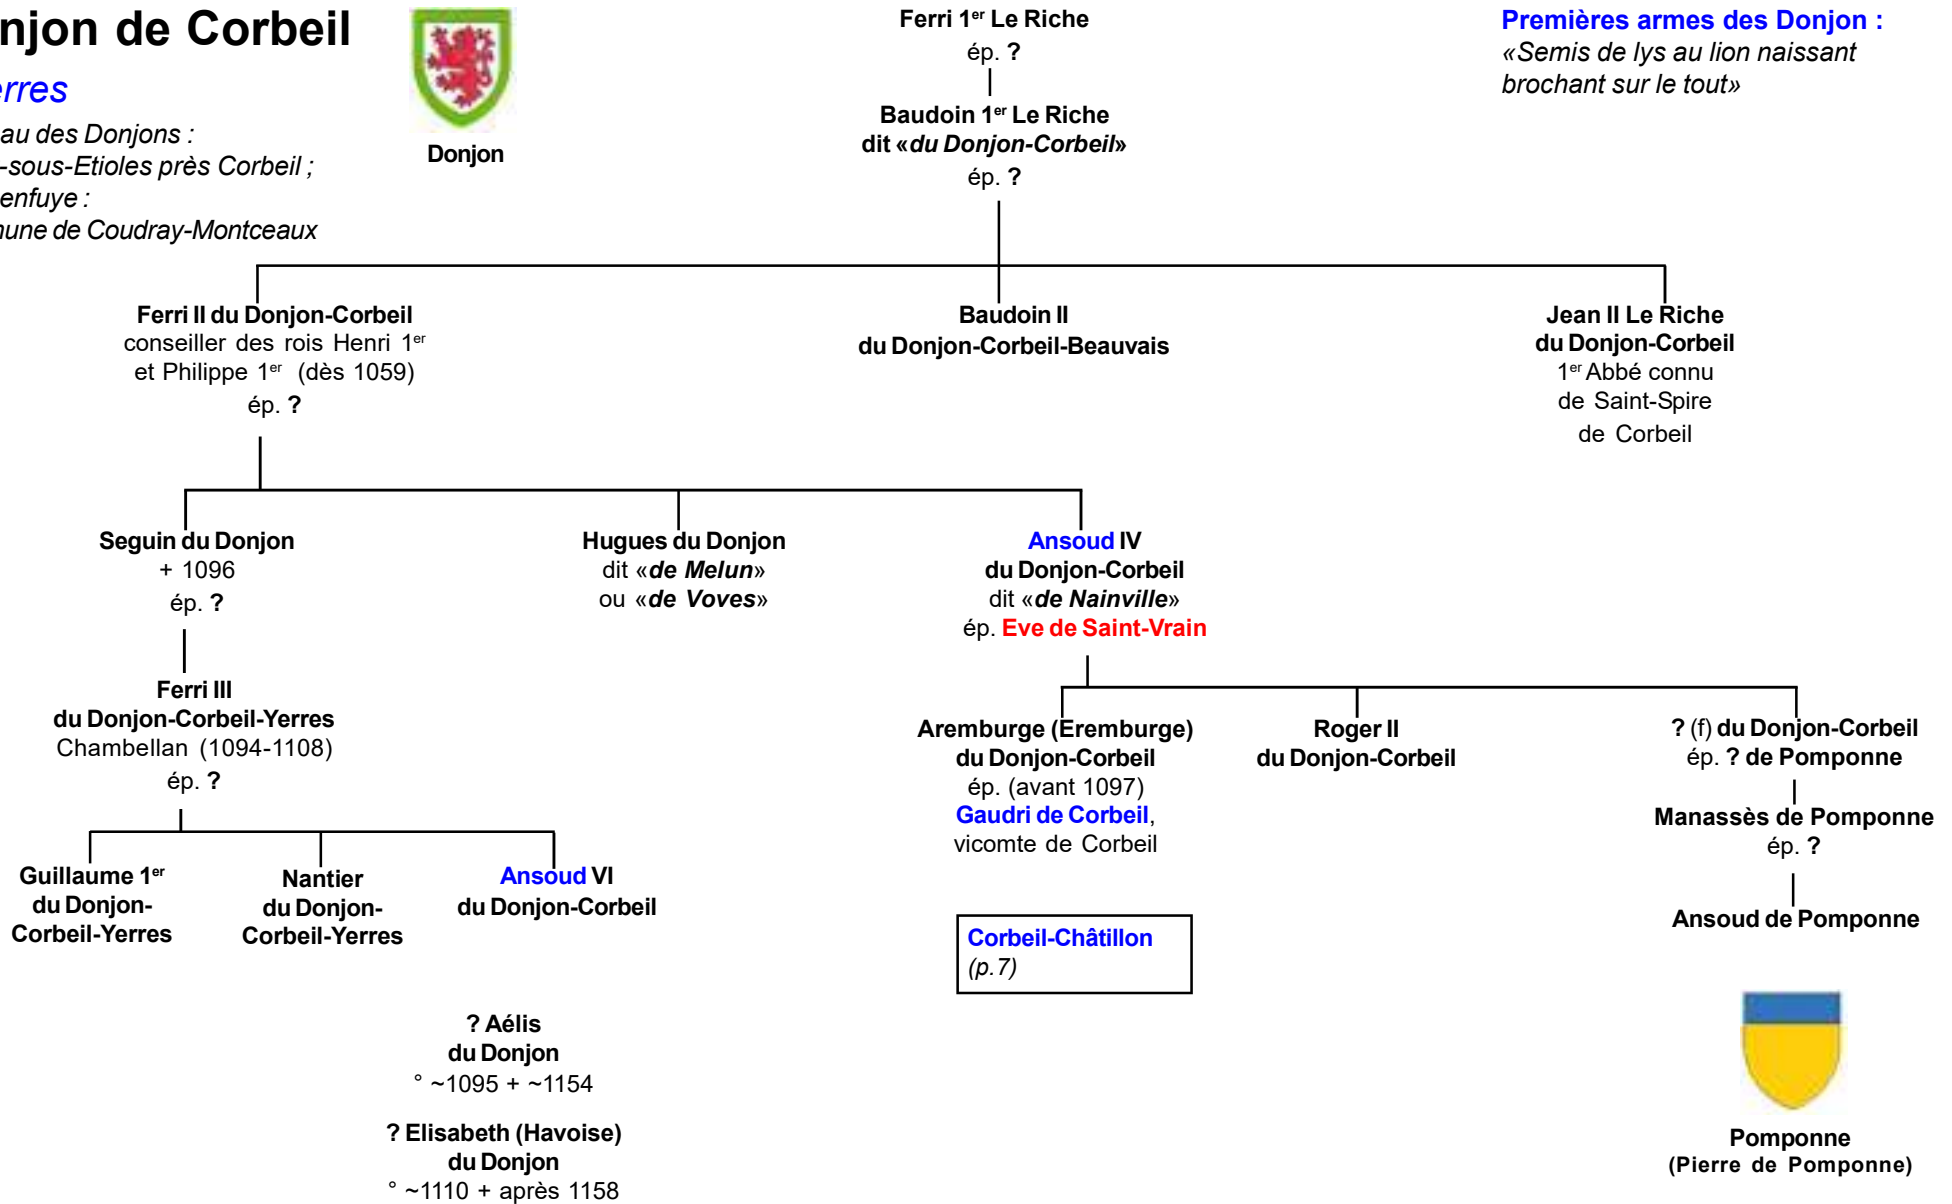 njon de Corbeil
erres
au des Donjons :
-sous-Etioles près Corbeil ;
enfuye :
nune de Coudray-Montceaux
Donjon
Ferri 1er Le Riche
ép. ?
Baudoin 1er Le Riche
dit «du Donjon-Corbeil»
ép. ?
Premières armes des Donjon :
«Semis de lys au lion naissant
brochant sur le tout»
Ferri II du Donjon-Corbeil
conseiller des rois Henri 1er
et Philippe 1er (dès 1059)
ép. ?
Baudoin II
du Donjon-Corbeil-Beauvais
Jean II Le Riche
du Donjon-Corbeil
1er Abbé connu
de Saint-Spire
de Corbeil
Seguin du Donjon
+ 1096
ép. ?
Hugues du Donjon
dit «de Melun»
ou «de Voves»
Ansoud IV
du Donjon-Corbeil
dit «de Nainville»
ép. Eve de Saint-Vrain
Ferri III
du Donjon-Corbeil-Yerres
Chambellan (1094-1108)
ép. ?
Aremburge (Eremburge)
du Donjon-Corbeil
ép. (avant 1097)
Gaudri de Corbeil,
vicomte de Corbeil
Roger II
du Donjon-Corbeil
? (f) du Donjon-Corbeil
ép. ? de Pomponne
Manassès de Pomponne
ép. ?
Ansoud de Pomponne
Guillaume 1er
du Donjon-
Corbeil-Yerres
Nantier
du Donjon-
Corbeil-Yerres
Ansoud VI
du Donjon-Corbeil
Corbeil-Châtillon
(p.7)
? Aélis
du Donjon
° ~1095 + ~1154
? Elisabeth (Havoise)
du Donjon
° ~1110 + après 1158
Pomponne
(Pierre de Pomponne)